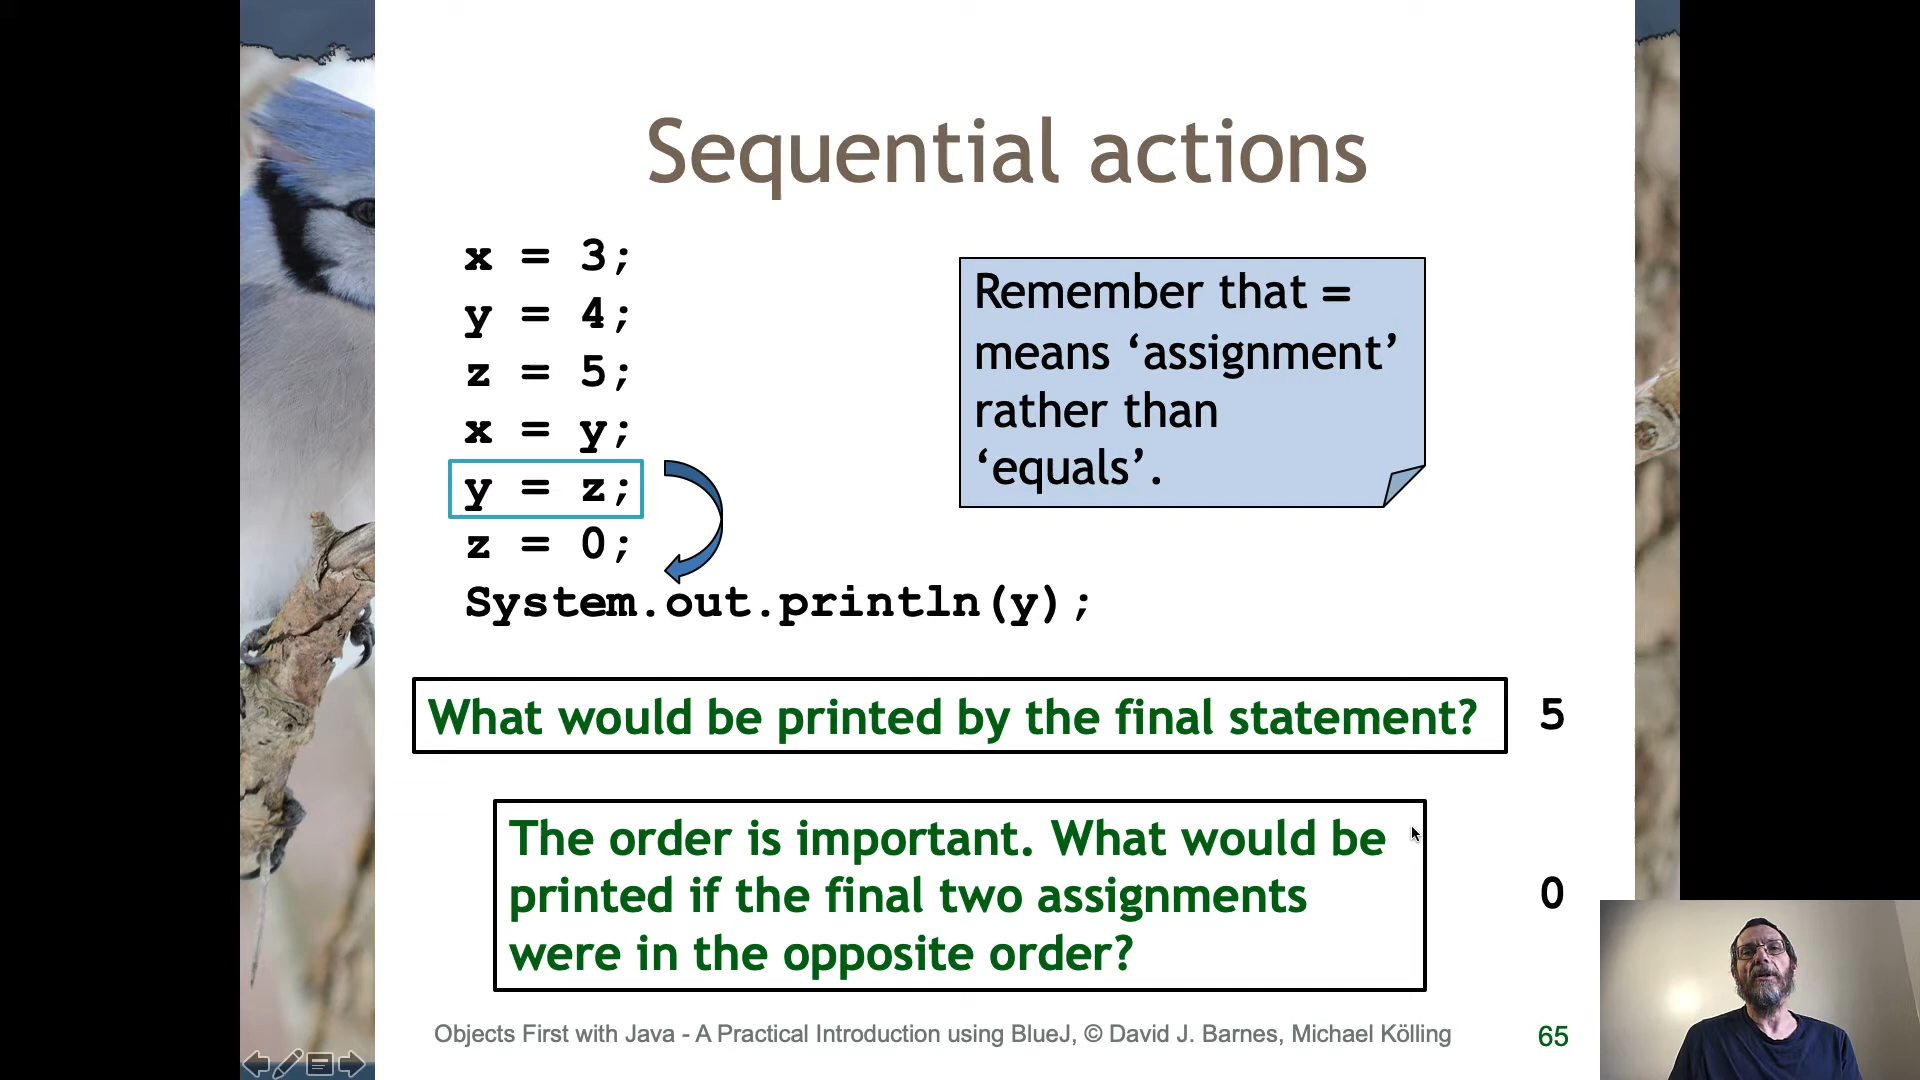 Sequential actions
x = 3;
y = 4;
z = 5;
x = y;
y = z;
z = 0;
System.out.println(y);
Remember that =
means ‘assignment’
rather than
‘equals’.
What would be printed by the final statement?
5
The order is important. What would be
printed if the final two assignments
were in the opposite order?
0
Objects First with Java - A Practical Introduction using BlueJ, © David J. Barnes, Michael Kölling
65